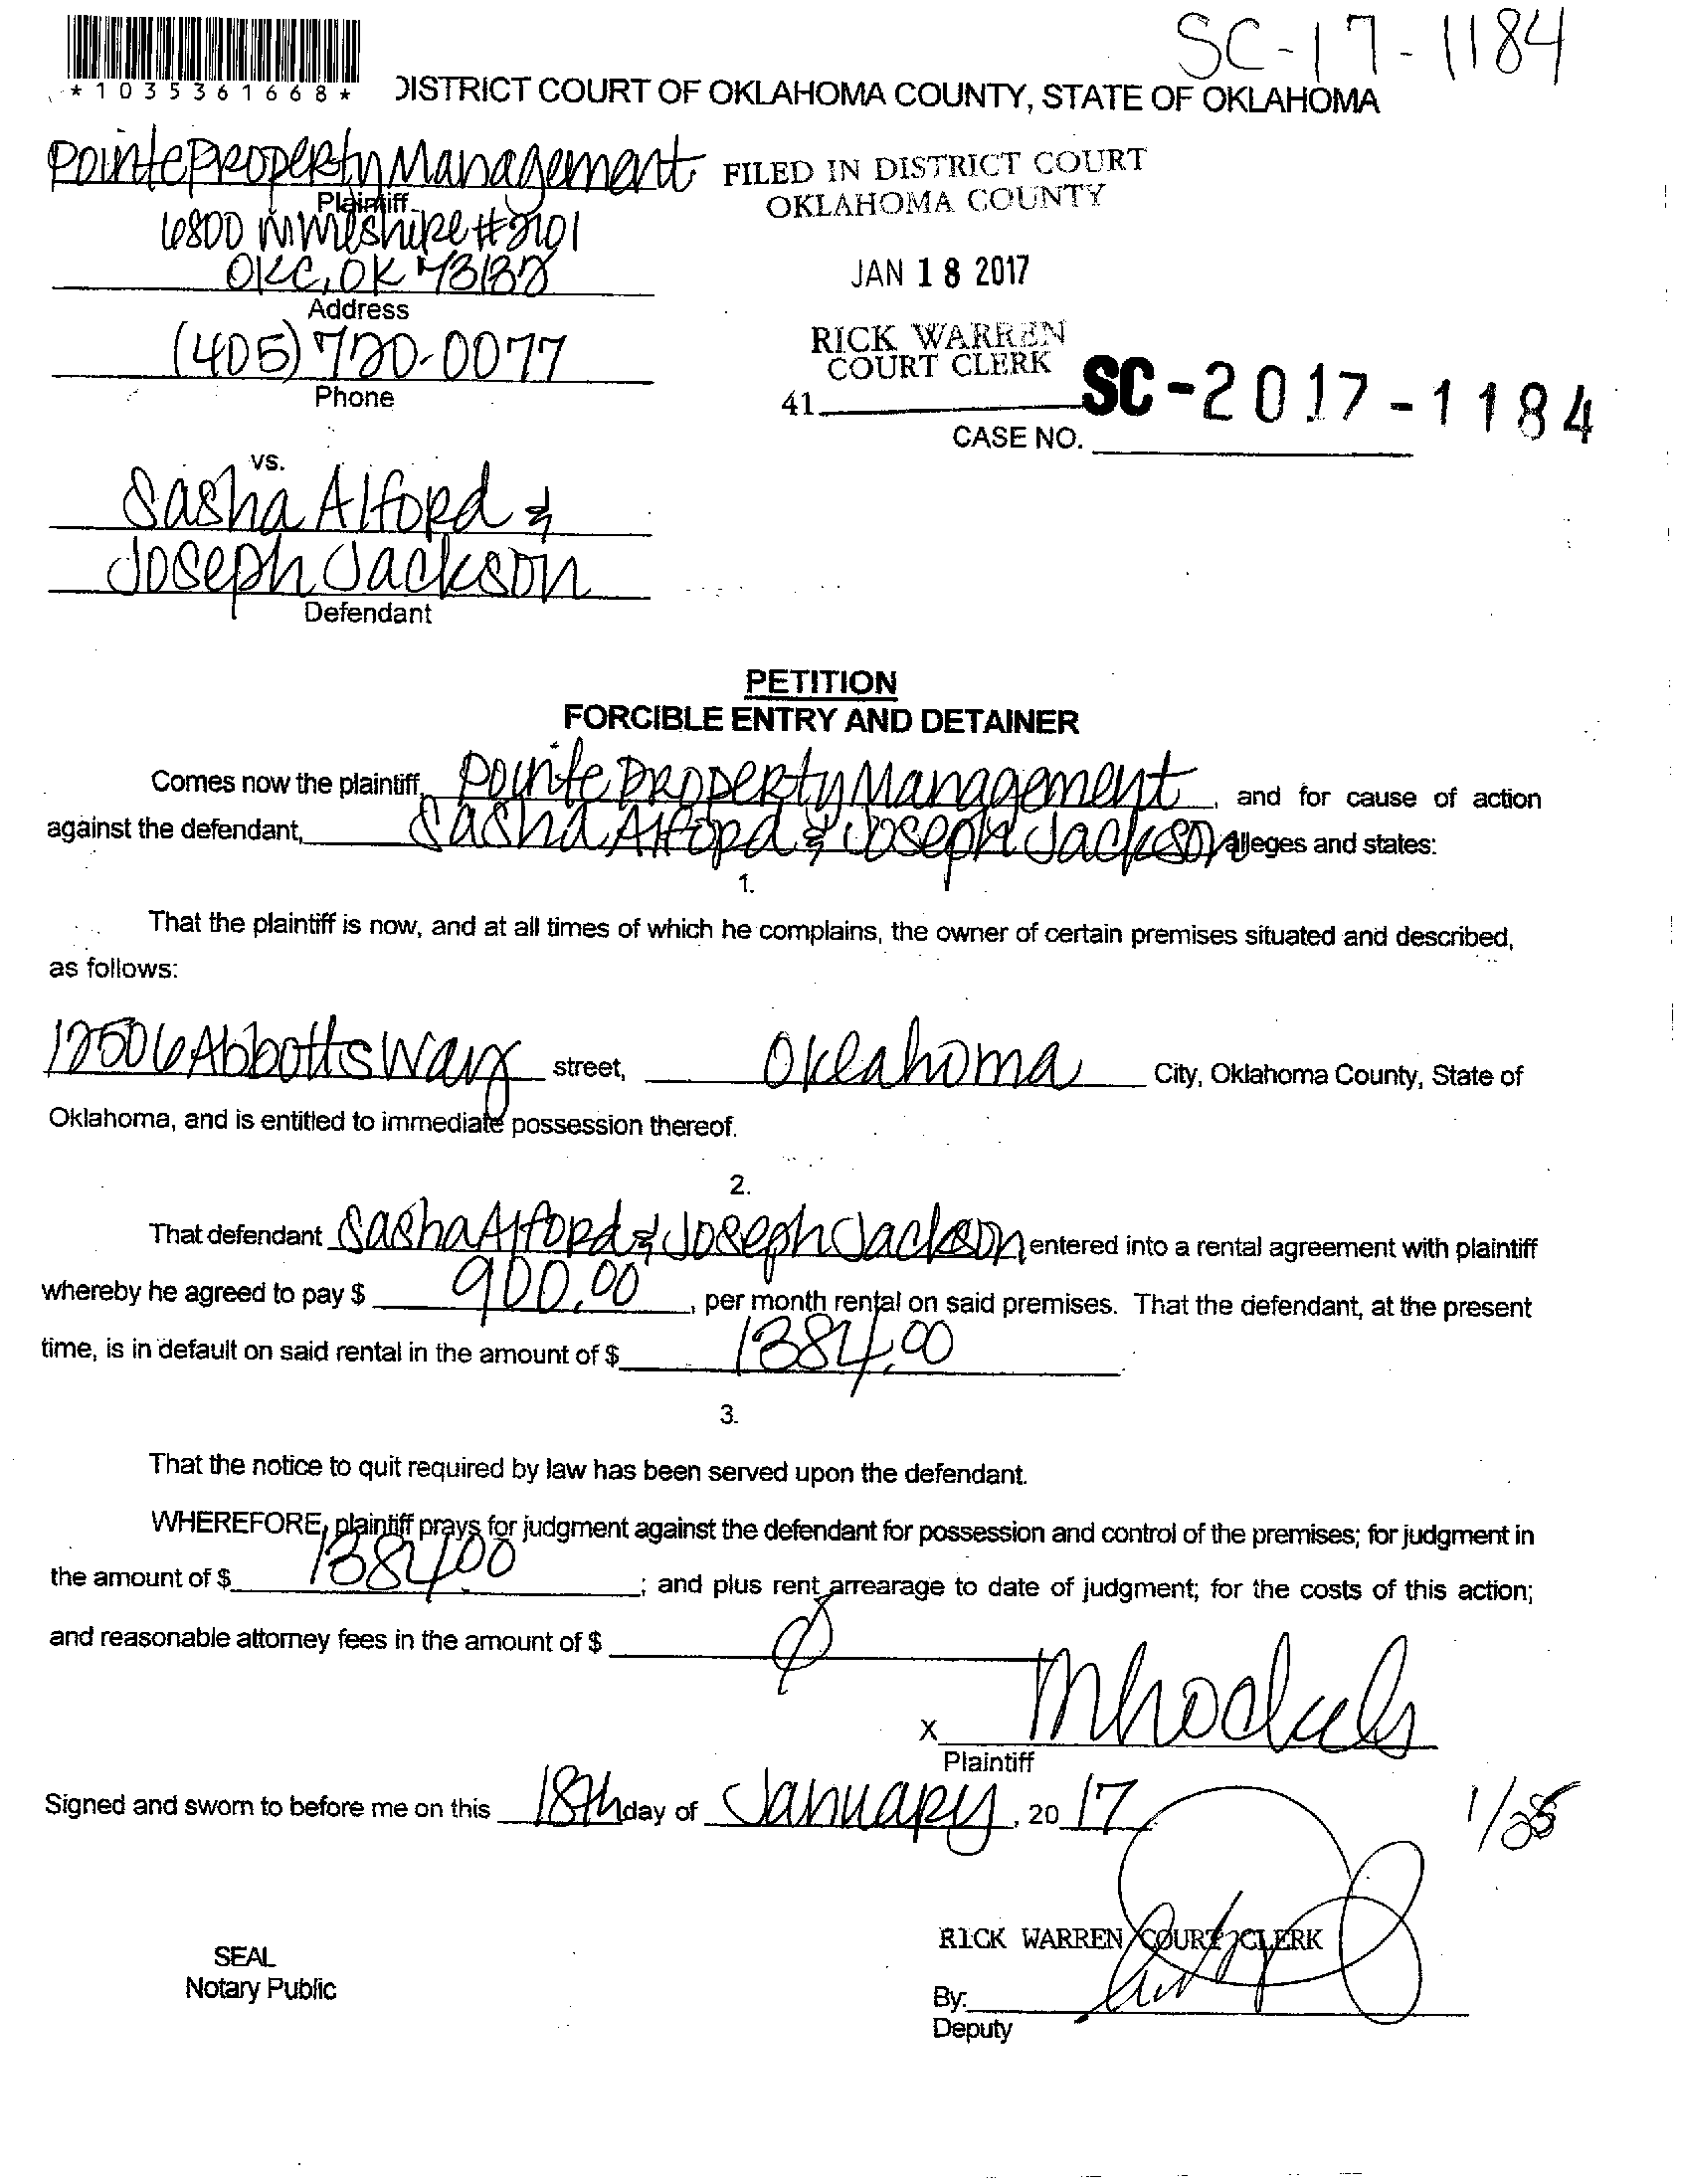 SC-17-1184
*1035361668*
DISTRICT COURT OF OKLAHOMA COUNTY, STATE OF OKLAHOMA
Pointe Property Management
Plaintiff
FILED IN DISTRICT COURT
OKLAHOMA COUNTY
6800 #2101
OKC, OK 73132
Address
JAN 18 2017
(405) 720-0077
Phone
RICK WARREN
COURT CLERK
41
SC-2017-1184
CASE NO.
vs.
Sasha Alford &
Joseph Jackson
Defendant
PETITION
FORCIBLE ENTRY AND DETAINER
Comes now the plaintiff, Pointe Property Management, and for cause of action
against the defendant, Sasha Alford & Joseph Jackson alleges and states:
1.
That the plaintiff is now, and at all times of which he complains, the owner of certain premises situated and described,
as follows:
12506 Abbotts Way street, Oklahoma City, Oklahoma County, State of
Oklahoma, and is entitled to immediate possession thereof.
2.
That defendant Sasha Alford & Joseph Jackson entered into a rental agreement with plaintiff
whereby he agreed to pay $ 900.00, per month rental on said premises. That the defendant, at the present
time, is in default on said rental in the amount of $ 1384.00.
3.
That the notice to quit required by law has been served upon the defendant.
WHEREFORE, plaintiff prays for judgment against the defendant for possession and control of the premises; for judgment in
the amount of $ 1384.00; and plus rent arrearage to date of judgment; for the costs of this action;
and reasonable attorney fees in the amount of $ Ø
X
Plaintiff
Signed and sworn to before me on this 18th day of January, 20 17
RICK WARREN COURT CLERK
SEAL
Notary Public
By:
Deputy